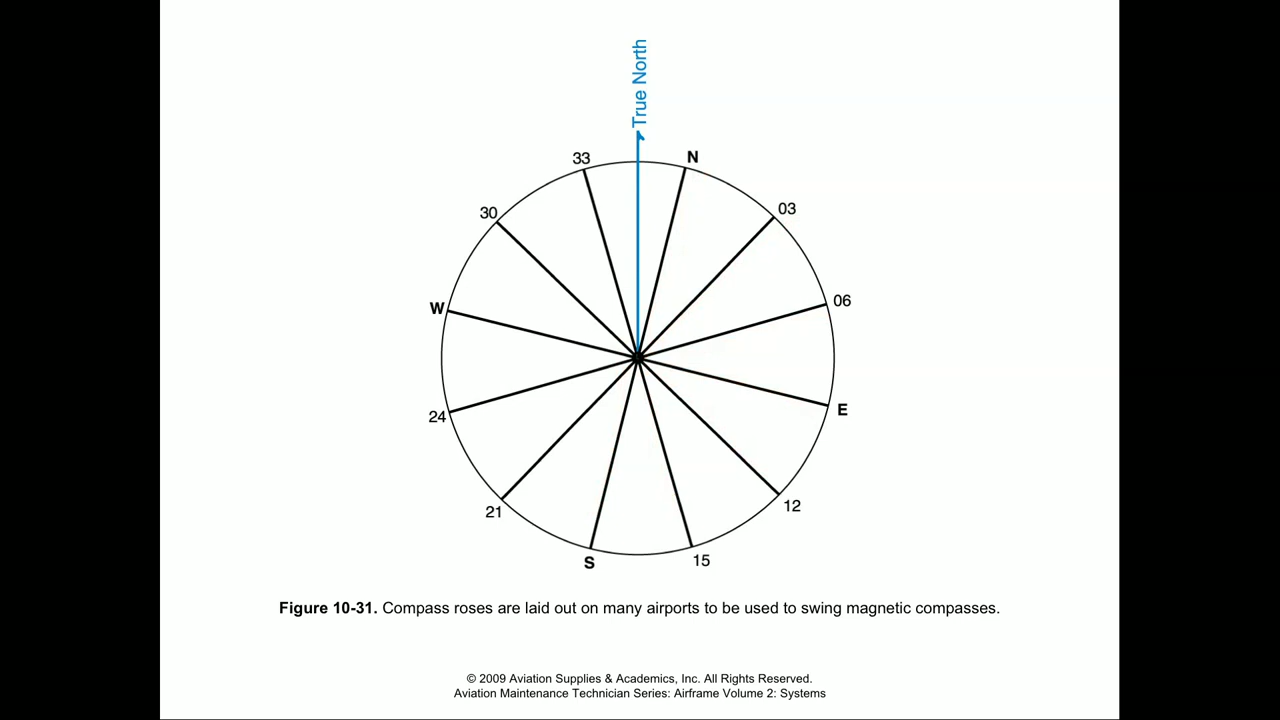 True North
33
N
30
03
W
06
24
E
21
12
S
15
Figure 10-31. Compass roses are laid out on many airports to be used to swing magnetic compasses.
© 2009 Aviation Supplies & Academics, Inc. All Rights Reserved.
Aviation Maintenance Technician Series: Airframe Volume 2: Systems